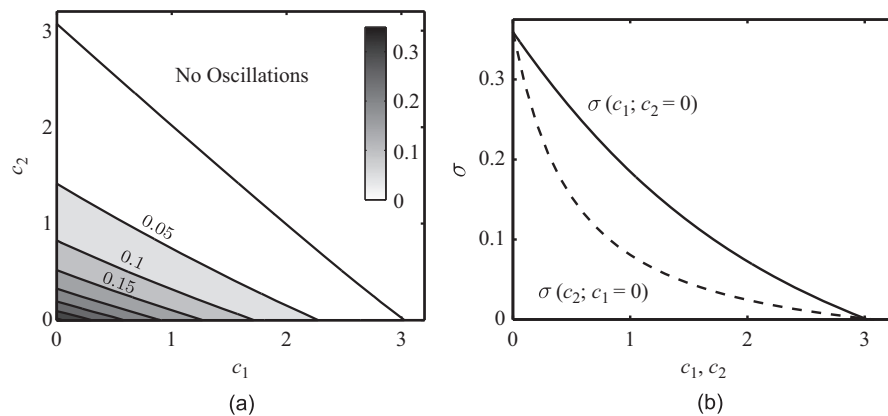 3
2
1
0
c2
No Oscillations
0.3
0.2
0.1
0
0.05
0.1
0.15
0 1 2 3
c1
(a)
0.3
0.2
0.1
0
σ
σ (c1; c2 = 0)
σ (c2; c1 = 0)
0 1 2 3
c1, c2
(b)